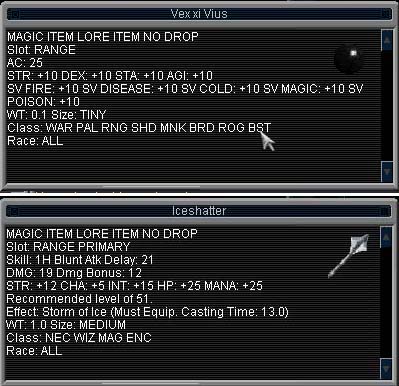 Vex xi Vius
MAGIC ITEM LORE ITEM NO DROP
Slot: RANGE
AC: 25
STR: +10 DEX: +10 STA: +10 AGI: +10
SV FIRE: +10 SV DISEASE: +10 SV COLD: +10 SV MAGIC: +10 SV
POISON: +10
WT: 0.1 Size: TINY
Class: WAR PAL RNG SHD MNK BRD ROG BST
Race: ALL
Iceshatter
MAGIC ITEM LORE ITEM NO DROP
Slot: RANGE PRIMARY
Skill: 1H Blunt Atk Delay: 21
DMG: 19 Dmg Bonus: 12
STR: +12 CHA: +5 INT: +15 HP: +25 MANA: +25
Recommended level of 51.
Effect: Storm of Ice (Must Equip. Casting Time: 13.0)
WT: 1.0 Size: MEDIUM
Class: NEC WIZ MAG ENC
Race: ALL